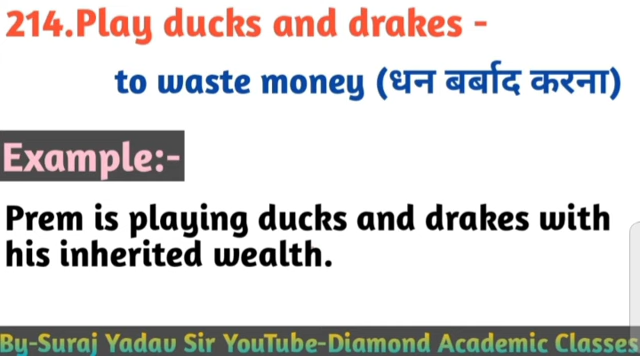 214.Play ducks and drakes -
to waste money (धन बर्बाद करना)
Example:-
Prem is playing ducks and drakes with
his inherited wealth.
By-Suraj Yadav Sir YouTube-Diamond Academic Classes